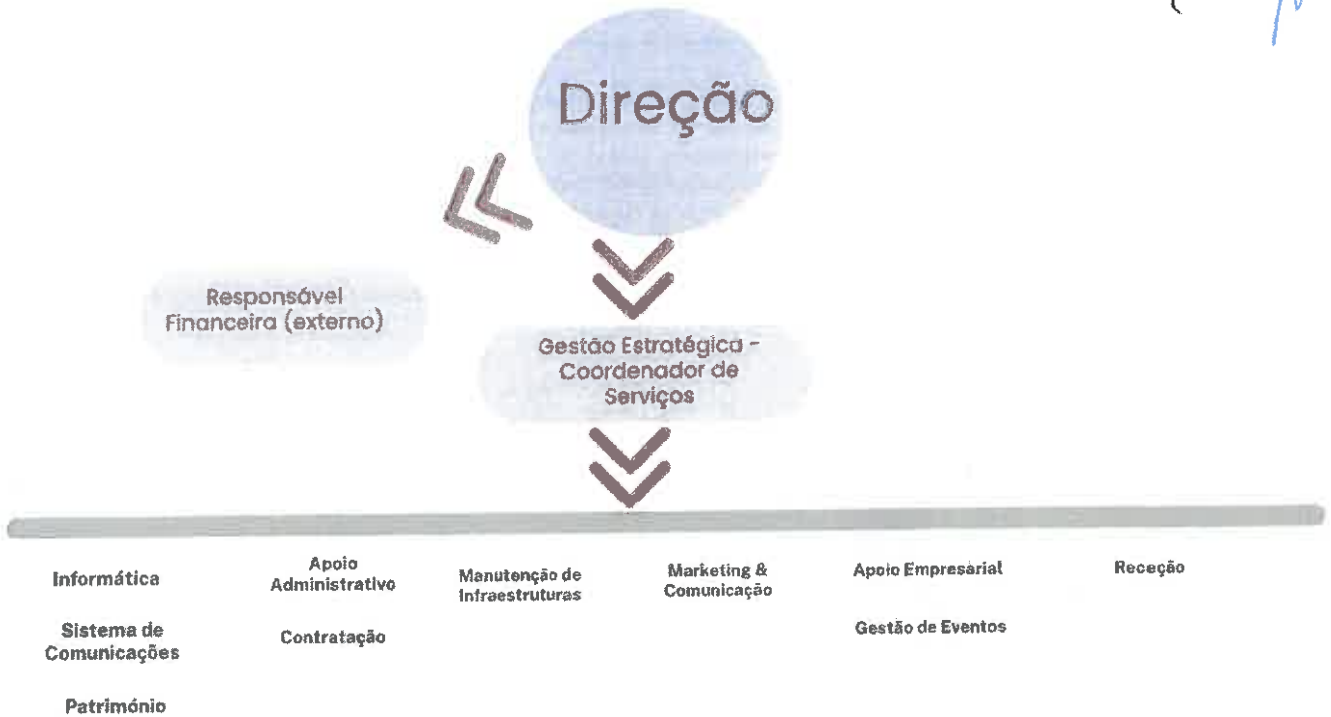 Direção
Responsável
Financeira (externo)
Gestão Estratégica -
Coordenador de
Serviços
Informática
Apoio
Administrativo
Manutenção de
Infraestruturas
Marketing &
Comunicação
Apoio Empresarial
Receção
Sistema de
Comunicações
Contratação
Gestão de Eventos
Património